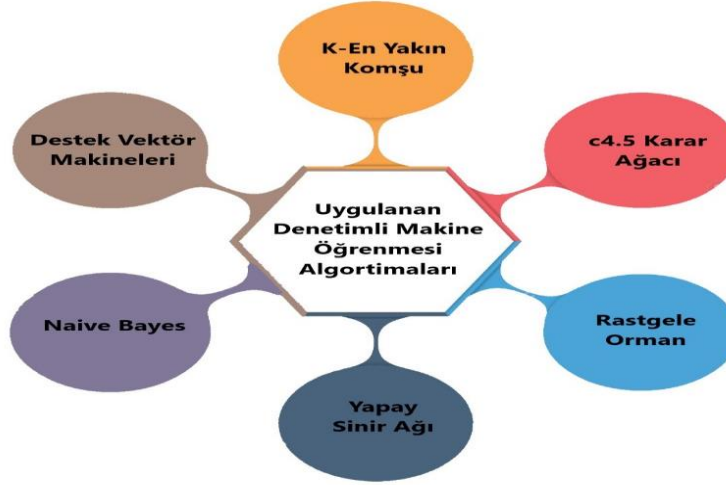 K-En Yakın
Komşu
Destek Vektör
Makineleri
c4.5 Karar
Ağacı
Uygulanan
Denetimli Makine
Öğrenmesi
Algortimaları
Naive Bayes
Rastgele
Orman
Yapay
Sinir Ağı